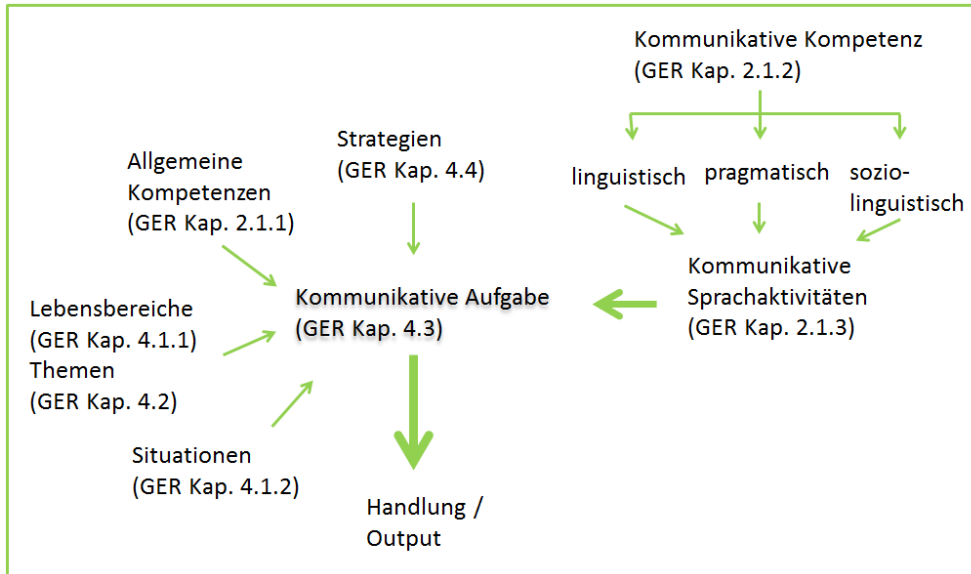 Kommunikative Kompetenz
(GER Kap. 2.1.2)
Strategien
(GER Kap. 4.4)
Allgemeine
Kompetenzen
(GER Kap. 2.1.1)
linguistisch
pragmatisch
sozio-
linguistisch
Kommunikative
Sprachaktivitäten
(GER Kap. 2.1.3)
Kommunikative Aufgabe
(GER Kap. 4.3)
Lebensbereiche
(GER Kap. 4.1.1)
Themen
(GER Kap. 4.2)
Situationen
(GER Kap. 4.1.2)
Handlung /
Output